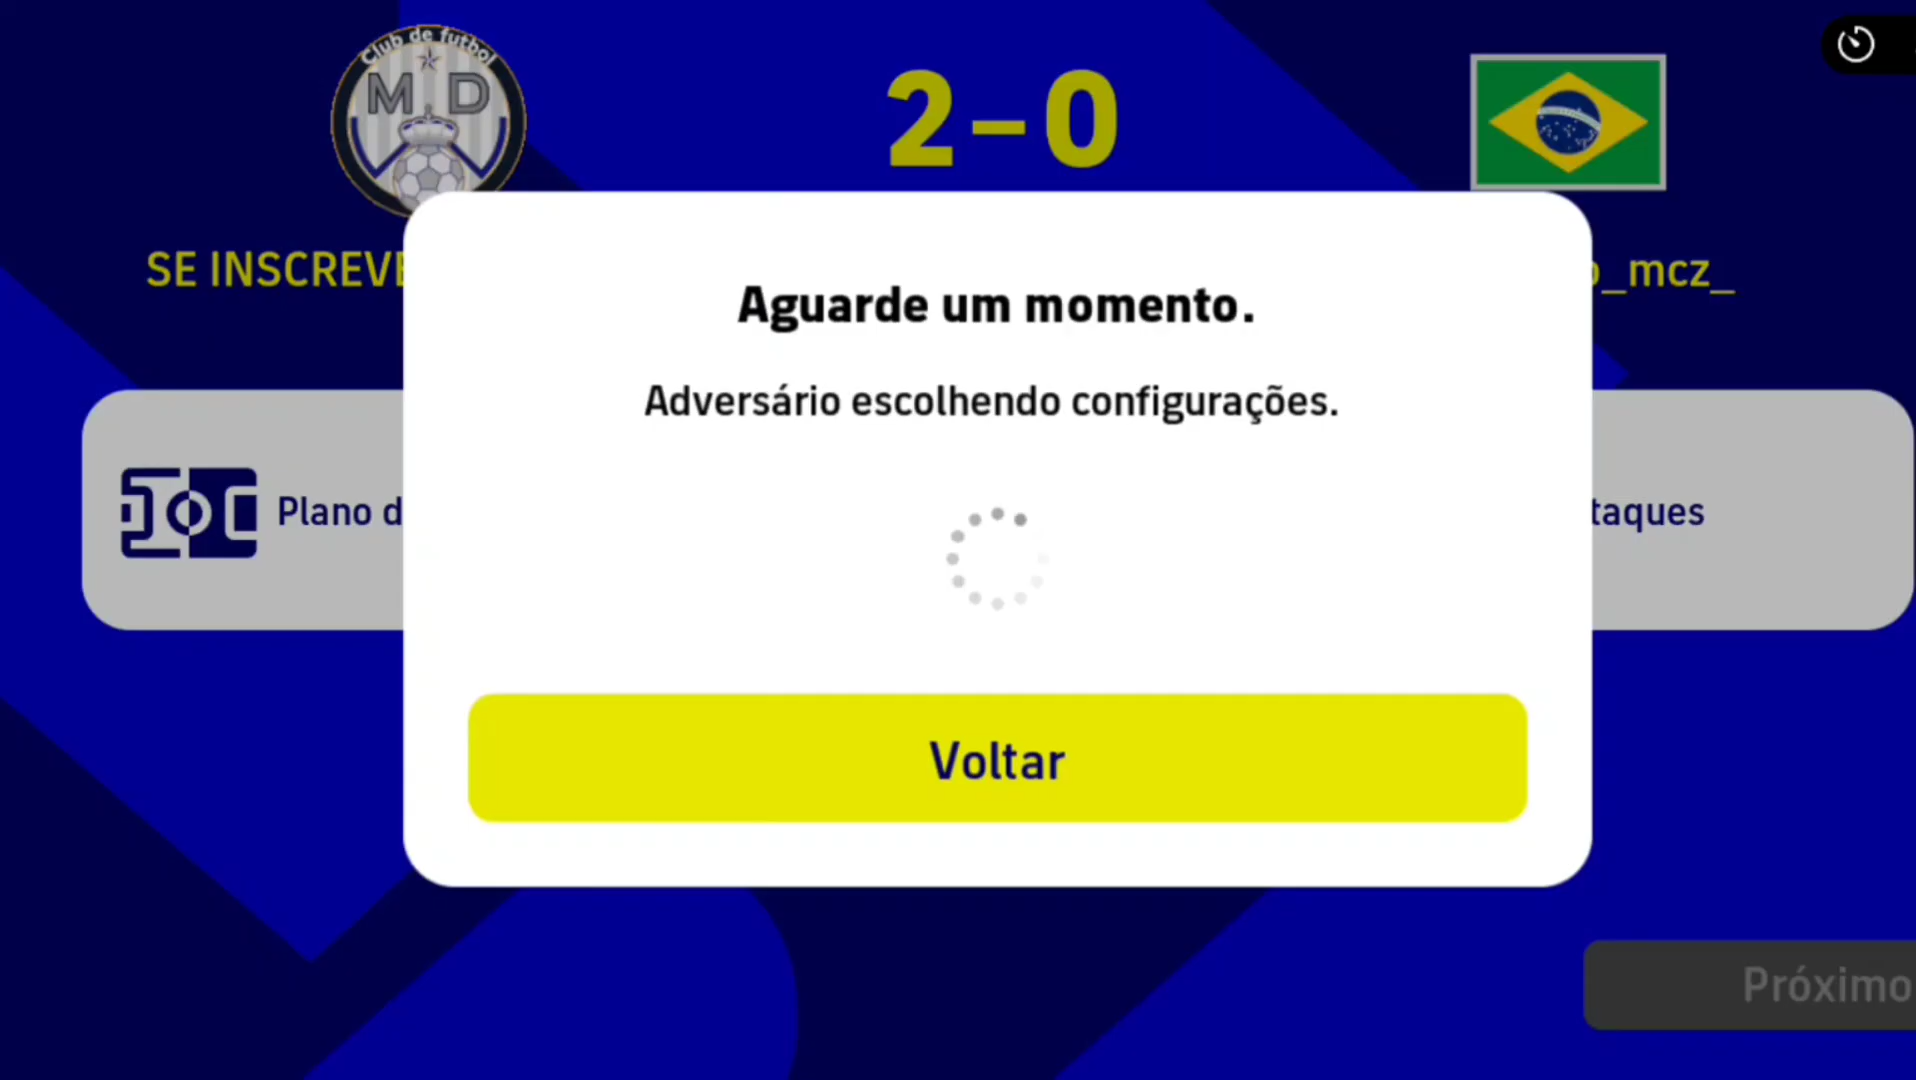 Club de futbol
M D
2-0
SE INSCREVE
_mcz_
Aguarde um momento.
Adversário escolhendo configurações.
Plano d
taques
Voltar
Próximo